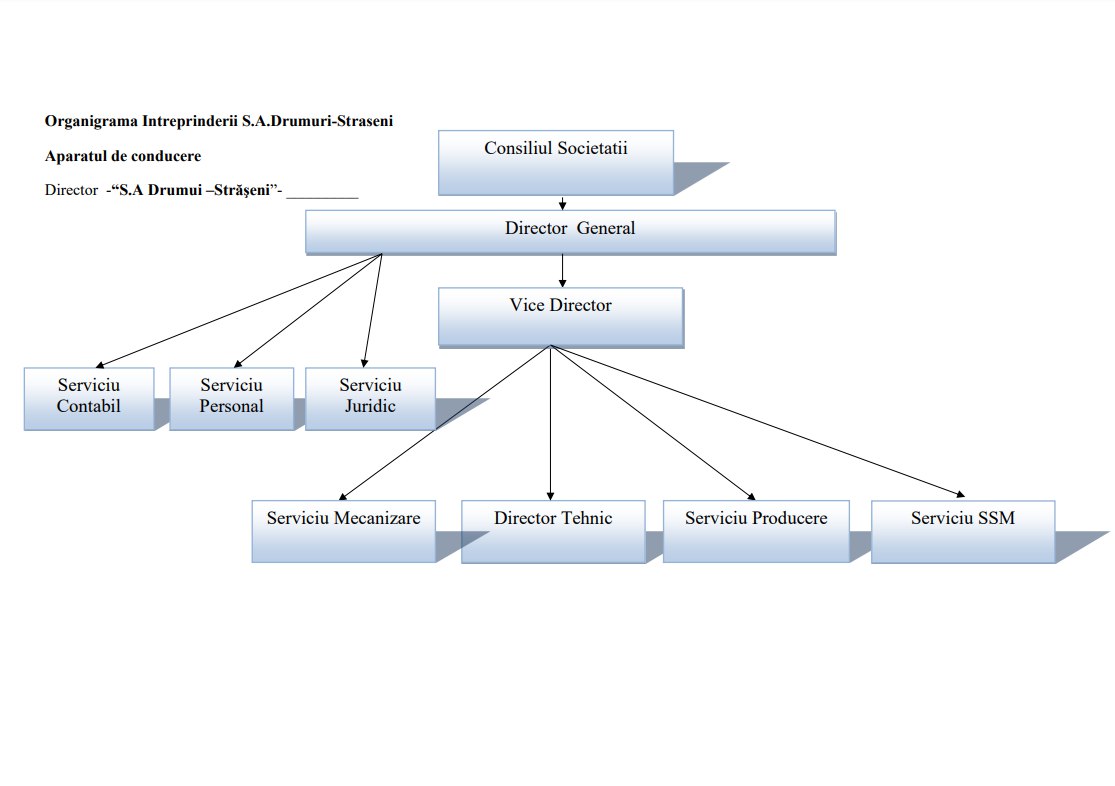 Organigrama Intreprinderii S.A.Drumuri-Straseni
Aparatul de conducere
Director -“S.A Drumui –Străşeni”- _________
Consiliul Societatii
Director General
Vice Director
Serviciu
Contabil
Serviciu
Personal
Serviciu
Juridic
Serviciu Mecanizare
Director Tehnic
Serviciu Producere
Serviciu SSM